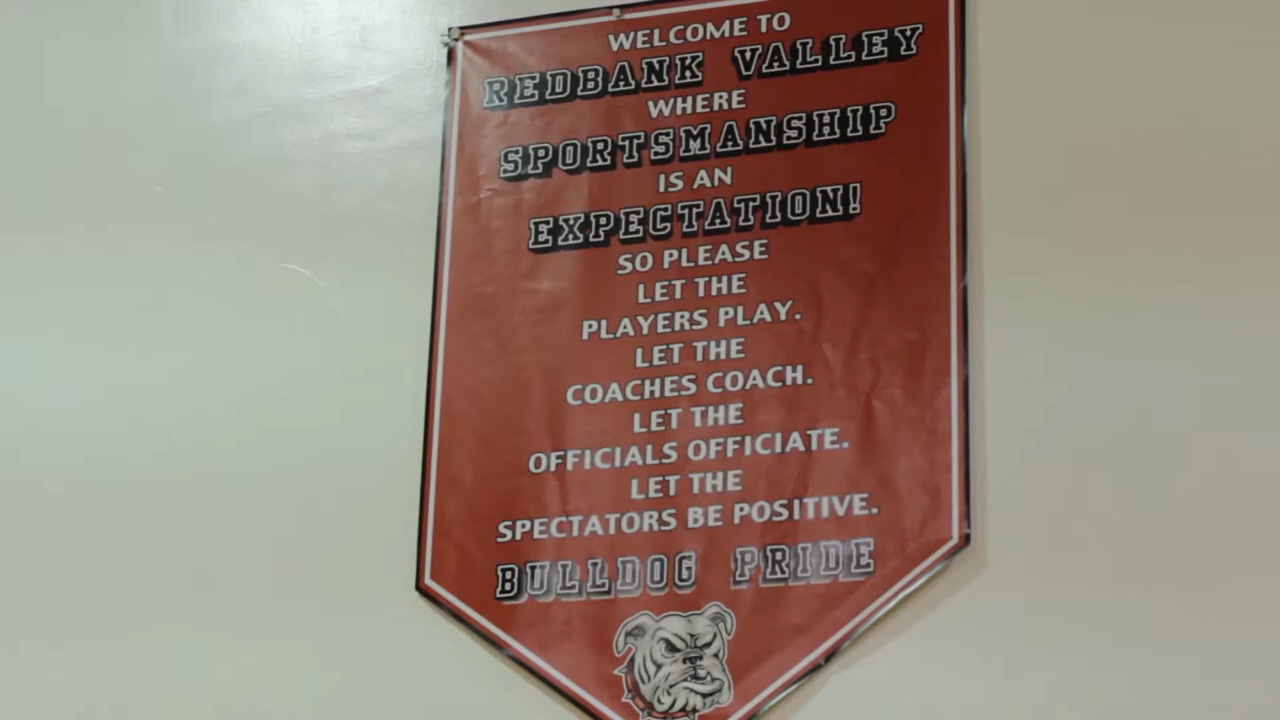 WELCOME TO
REDBANK VALLEY
WHERE
SPORTSMANSHIP
IS AN
EXPECTATION!
SO PLEASE
LET THE
PLAYERS PLAY.
LET THE
COACHES COACH.
LET THE
OFFICIALS OFFICIATE.
LET THE
SPECTATORS BE POSITIVE.
BULLDOG PRIDE